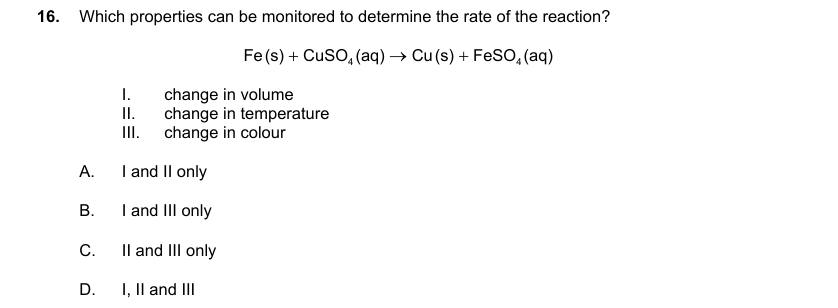 16. Which properties can be monitored to determine the rate of the reaction?
Fe(s) + CuSO₄(aq) → Cu(s) + FeSO₄(aq)
I. change in volume
II. change in temperature
III. change in colour
A. I and II only
B. I and III only
C. II and III only
D. I, II and III